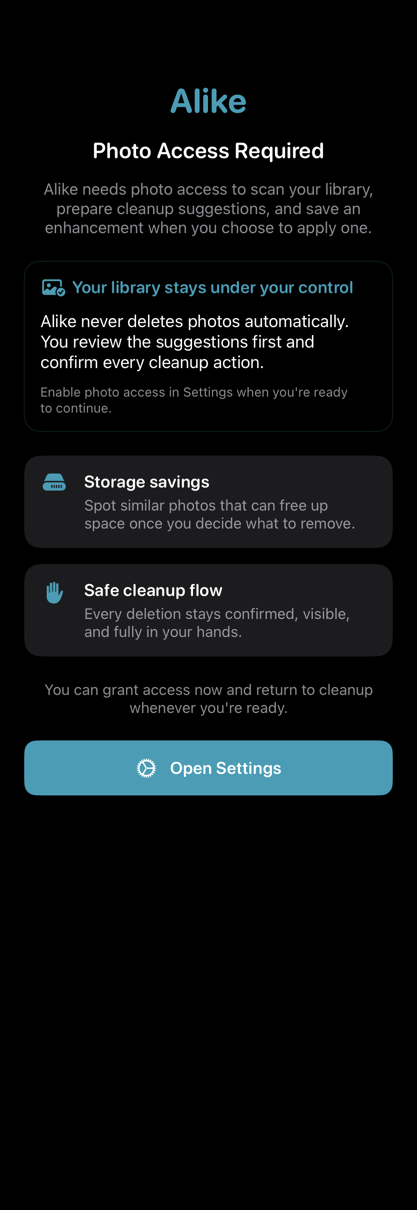 Alike
Photo Access Required
Alike needs photo access to scan your library,
prepare cleanup suggestions, and save an
enhancement when you choose to apply one.
Your library stays under your control
Alike never deletes photos automatically.
You review the suggestions first and
confirm every cleanup action.
Enable photo access in Settings when you're ready
to continue.
Storage savings
Spot similar photos that can free up
space once you decide what to remove.
Safe cleanup flow
Every deletion stays confirmed, visible,
and fully in your hands.
You can grant access now and return to cleanup
whenever you're ready.
Open Settings